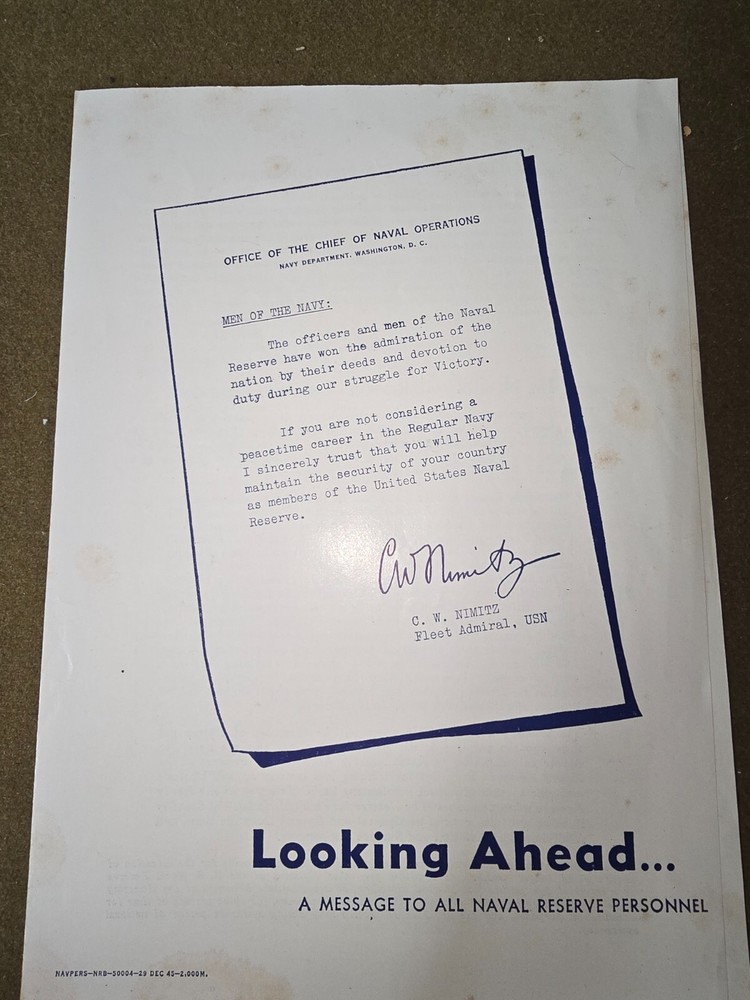 OFFICE OF THE CHIEF OF NAVAL OPERATIONS
NAVY DEPARTMENT, WASHINGTON, D. C.
MEN OF THE NAVY:
The officers and men of the Naval
Reserve have won the admiration of the
nation by their deeds and devotion to
duty during our struggle for Victory.
If you are not considering a
peacetime career in the Regular Navy
I sincerely trust that you will help
maintain the security of your country
as members of the United States Naval
Reserve.
CW Nimitz
C. W. NIMITZ
Fleet Admiral, USN
Looking Ahead...
A MESSAGE TO ALL NAVAL RESERVE PERSONNEL
NAVPERS—NRB—50004—29 DEC 45—2,000M.